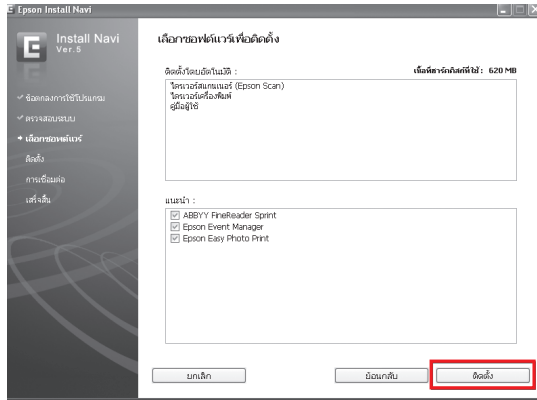 Epson Install Navi
Install Navi
Ver.5
เลือกซอฟต์แวร์เพื่อติดตั้ง
ติดตั้งโดยอัตโนมัติ :
เนื้อที่ฮาร์ดดิสก์ที่ใช้ : 620 MB
ไดรเวอร์สแกนเนอร์ (Epson Scan)
ไดรเวอร์เครื่องพิมพ์
คู่มือผู้ใช้
ข้อตกลงการใช้โปรแกรม
ตรวจสอบระบบ
เลือกซอฟต์แวร์
ติดตั้ง
การเชื่อมต่อ
เสร็จสิ้น
แนะนำ :
ABBYY FineReader Sprint
Epson Event Manager
Epson Easy Photo Print
ยกเลิก
ย้อนกลับ
ติดตั้ง